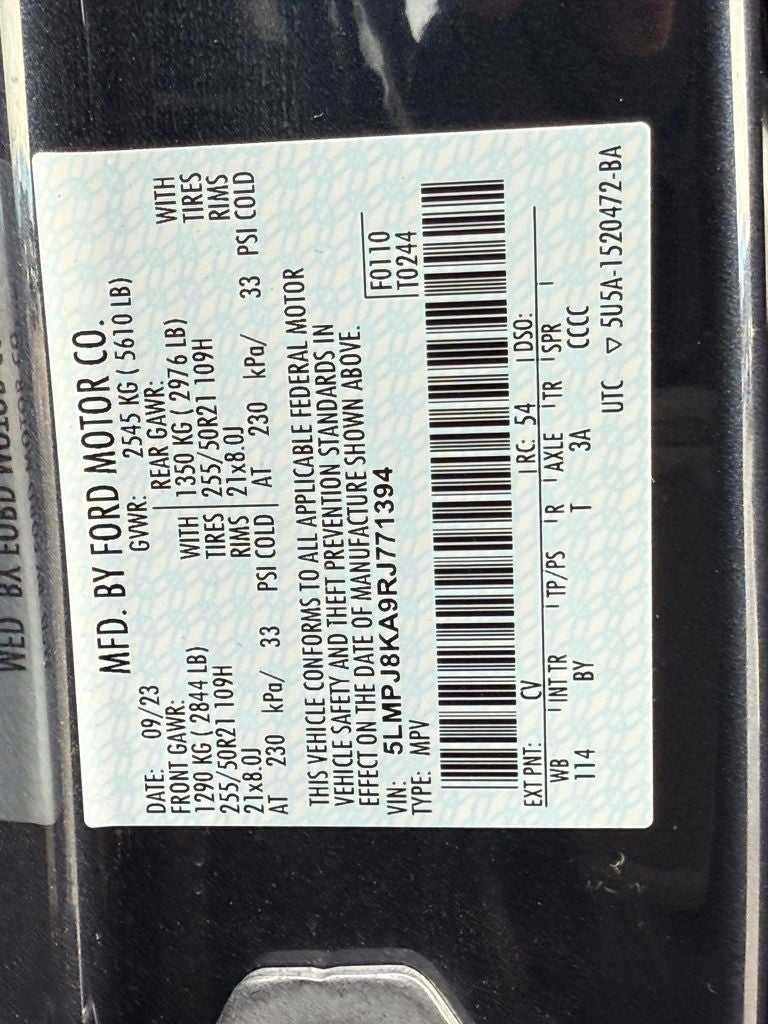 MFD. BY FORD MOTOR CO.
DATE: 09/23 GVWR: 2545 KG ( 5610 LB)
FRONT GAWR: REAR GAWR:
1290 KG ( 2844 LB) WITH 1350 KG ( 2976 LB) WITH
255/50R21 109H TIRES 255/50R21 109H TIRES
21x8.0J RIMS 21x8.0J RIMS
AT 230 kPa/ 33 PSI COLD AT 230 kPa/ 33 PSI COLD
THIS VEHICLE CONFORMS TO ALL APPLICABLE FEDERAL MOTOR
VEHICLE SAFETY AND THEFT PREVENTION STANDARDS IN
EFFECT ON THE DATE OF MANUFACTURE SHOWN ABOVE.
VIN: 5LMPJ8KA9RJ771394 F0110
TYPE: MPV T0244
EXT PNT: CV RC: 54 DSO:
WB INT TR TP/PS R AXLE TR SPR
114 BY T 3A CCCC
UTC ▽ 5U5A-1520472-BA